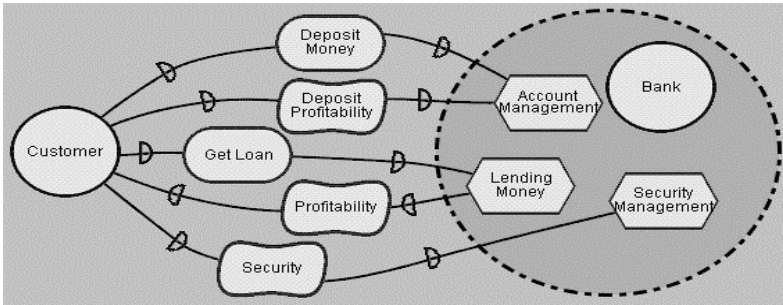 Deposit
Money
Deposit
Profitability
Account
Management
Bank
Customer
Get Loan
Lending
Money
Profitability
Security
Management
Security
D
D
D
D
D
D
D
D
D
D